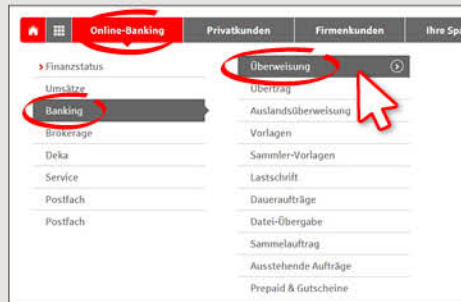 Online-Banking Privatkunden Firmenkunden Ihre Spa
Finanzstatus
Umsätze
Banking
Brokerage
Deka
Service
Postfach
Postfach
Überweisung
Übertrag
Auslandsüberweisung
Vorlagen
Sammler-Vorlagen
Lastschrift
Daueraufträge
Datei-Übergabe
Sammelauftrag
Ausstehende Aufträge
Prepaid & Gutscheine